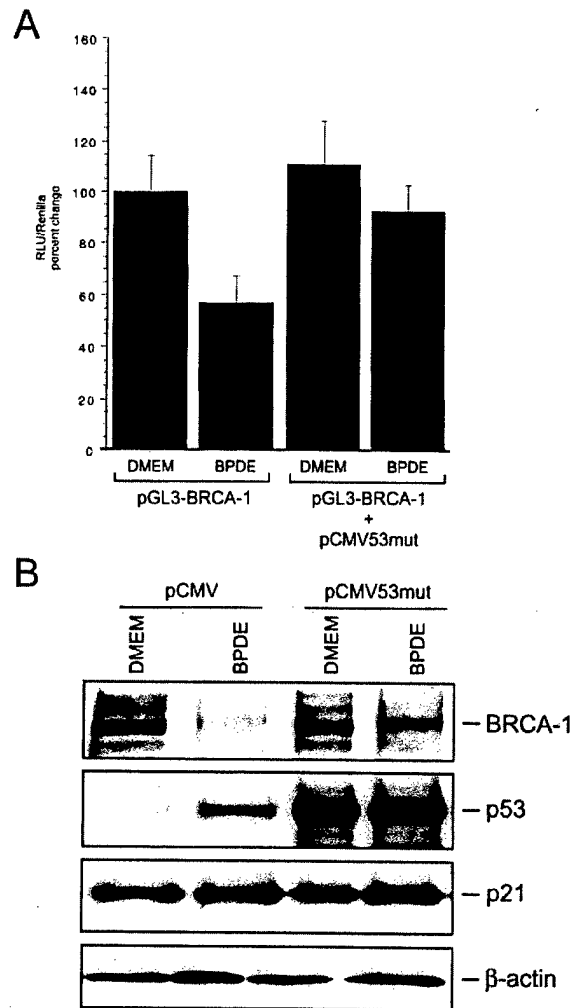 A
160
140
120
100
80
60
40
20
0
RLU/Renilla
percent change
DMEM BPDE DMEM BPDE
pGL3-BRCA-1 pGL3-BRCA-1
+
pCMV53mut
B
pCMV pCMV53mut
DMEM BPDE DMEM BPDE
BRCA-1
p53
p21
β-actin